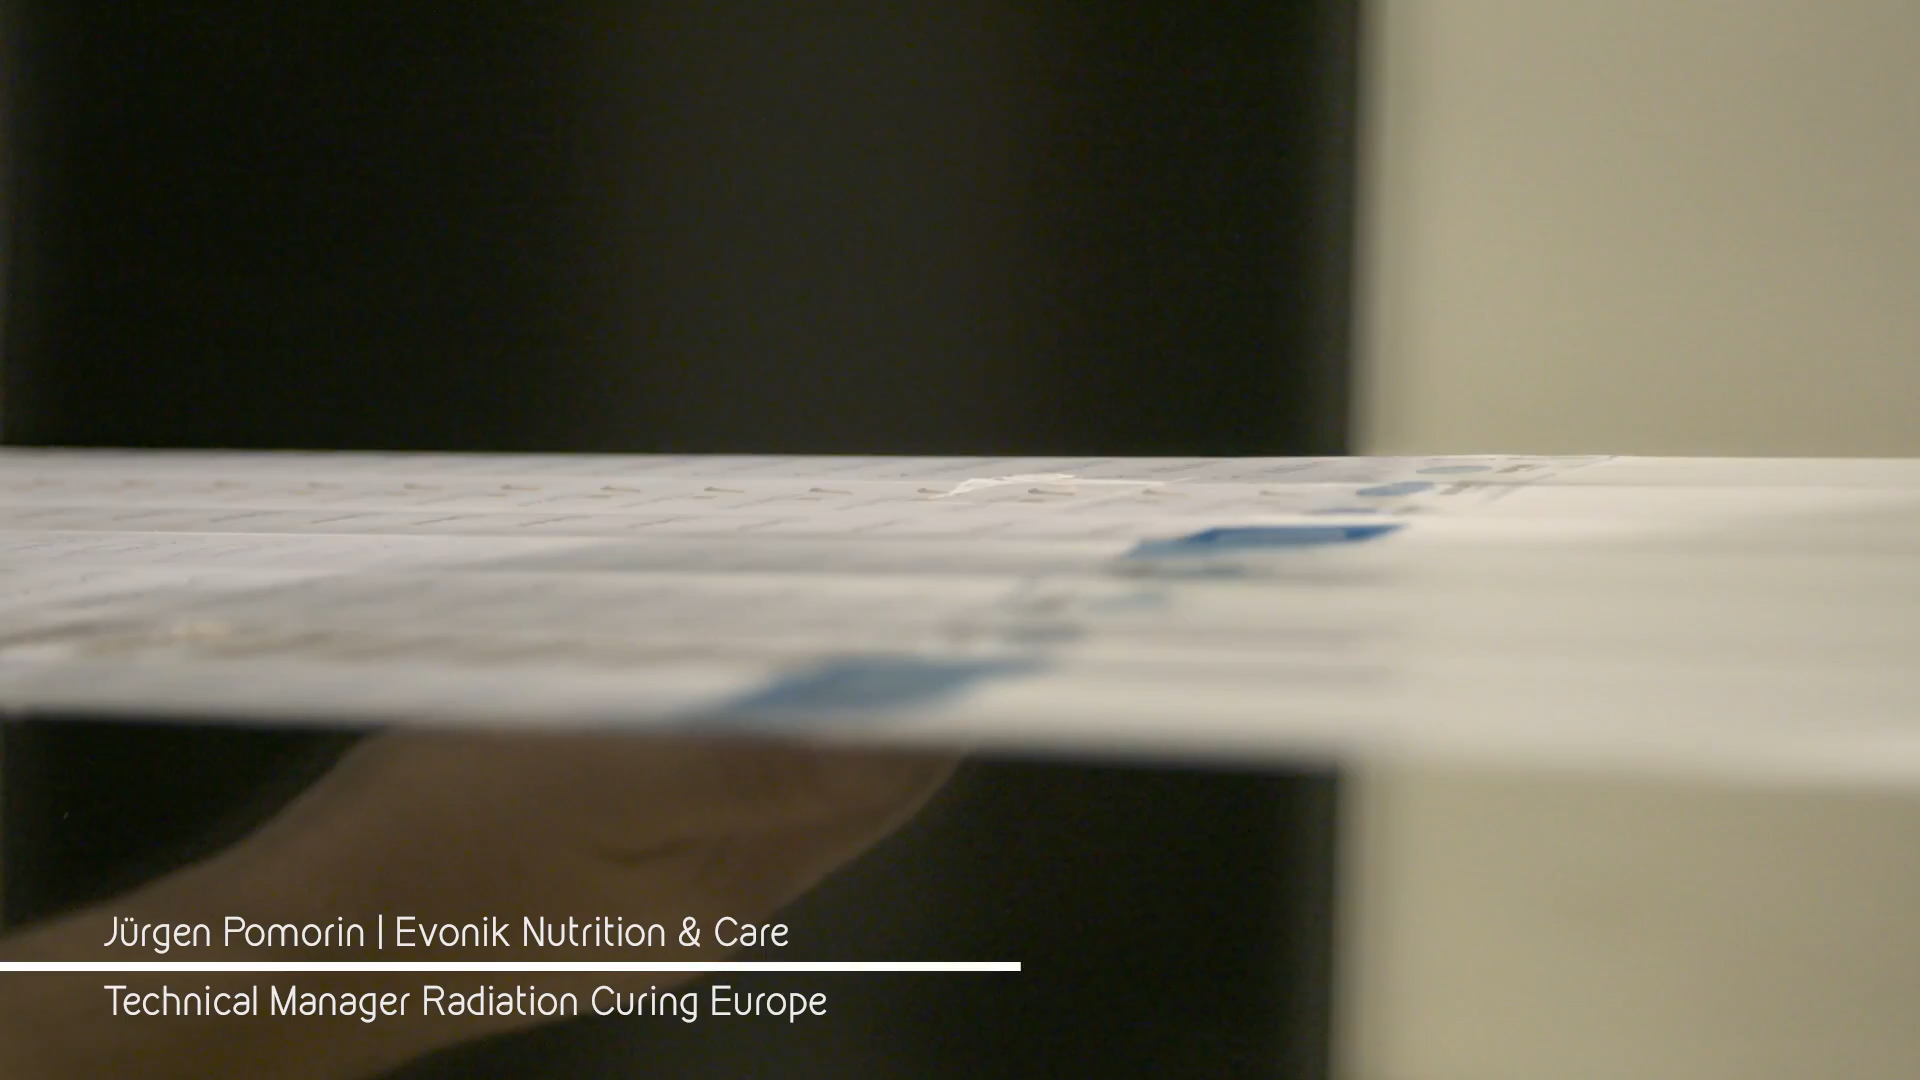 Jürgen Pomorin | Evonik Nutrition & Care
Technical Manager Radiation Curing Europe